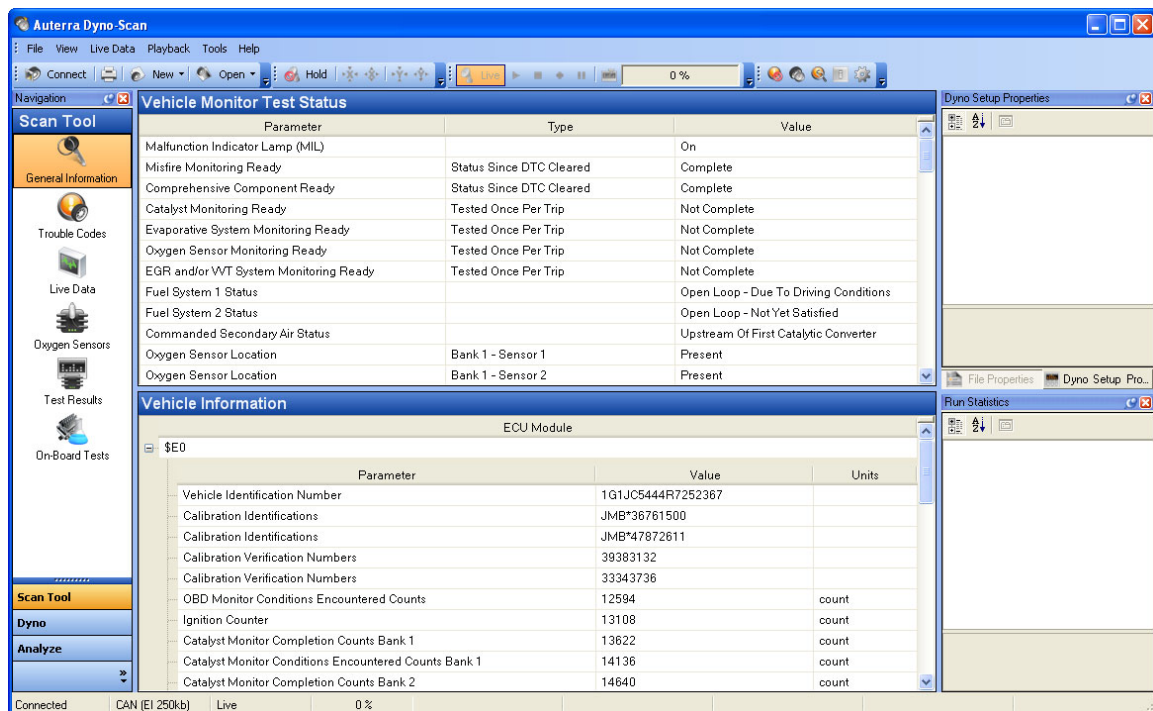 Auterra Dyno-Scan
File View Live Data Playback Tools Help
Connect New Open Hold Live 0 %
Navigation
Scan Tool
General Information
Trouble Codes
Live Data
Oxygen Sensors
Test Results
On-Board Tests
Scan Tool
Dyno
Analyze
Vehicle Monitor Test Status
Parameter Type Value
Malfunction Indicator Lamp (MIL) On
Misfire Monitoring Ready Status Since DTC Cleared Complete
Comprehensive Component Ready Status Since DTC Cleared Complete
Catalyst Monitoring Ready Tested Once Per Trip Not Complete
Evaporative System Monitoring Ready Tested Once Per Trip Not Complete
Oxygen Sensor Monitoring Ready Tested Once Per Trip Not Complete
EGR and/or VVT System Monitoring Ready Tested Once Per Trip Not Complete
Fuel System 1 Status Open Loop - Due To Driving Conditions
Fuel System 2 Status Open Loop - Not Yet Satisfied
Commanded Secondary Air Status Upstream Of First Catalytic Converter
Oxygen Sensor Location Bank 1 - Sensor 1 Present
Oxygen Sensor Location Bank 1 - Sensor 2 Present
Vehicle Information
ECU Module
$E0
Parameter Value Units
Vehicle Identification Number 1G1JC5444R7252367
Calibration Identifications JMB*36761500
Calibration Identifications JMB*47872611
Calibration Verification Numbers 39383132
Calibration Verification Numbers 33343736
OBD Monitor Conditions Encountered Counts 12594 count
Ignition Counter 13108 count
Catalyst Monitor Completion Counts Bank 1 13622 count
Catalyst Monitor Conditions Encountered Counts Bank 1 14136 count
Catalyst Monitor Completion Counts Bank 2 14640 count
Dyno Setup Properties
File Properties Dyno Setup Pro...
Run Statistics
Connected CAN (EI 250kb) Live 0 %